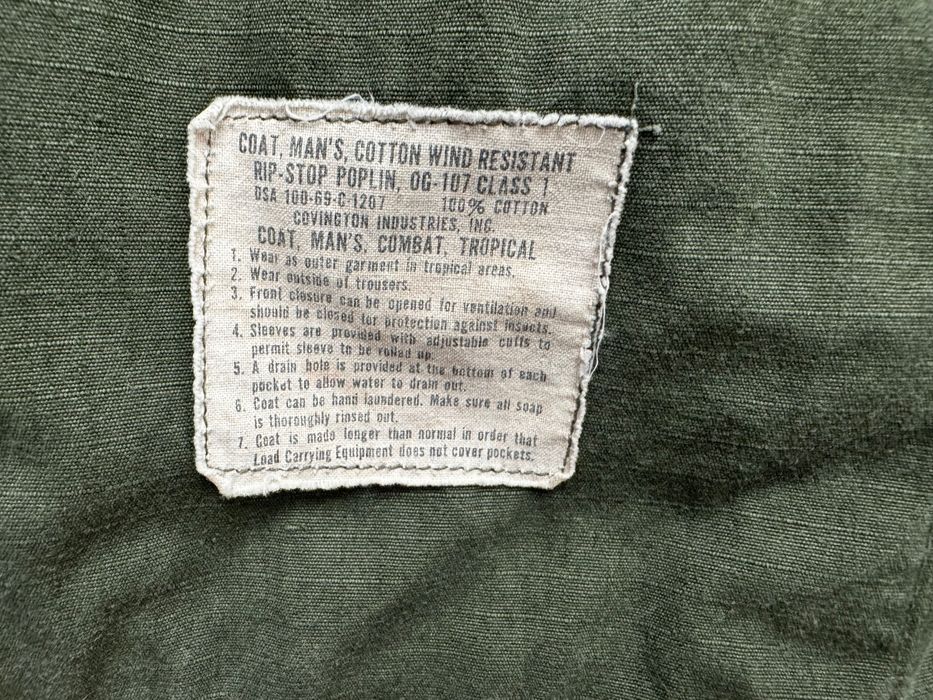 COAT, MAN'S, COTTON WIND RESISTANT
RIP-STOP POPLIN, OG-107 CLASS 1
DSA 100-69-C-1207 100% COTTON
COVINGTON INDUSTRIES, INC.
COAT, MAN'S, COMBAT, TROPICAL
1. Wear as outer garment in tropical areas.
2. Wear outside of trousers.
3. Front closure can be opened for ventilation and
should be closed for protection against insects.
4. Sleeves are provided with adjustable cuffs to
permit sleeve to be rolled up.
5. A drain hole is provided at the bottom of each
pocket to allow water to drain out.
6. Coat can be hand laundered. Make sure all soap
is thoroughly rinsed out.
7. Coat is made longer than normal in order that
Load Carrying Equipment does not cover pockets.